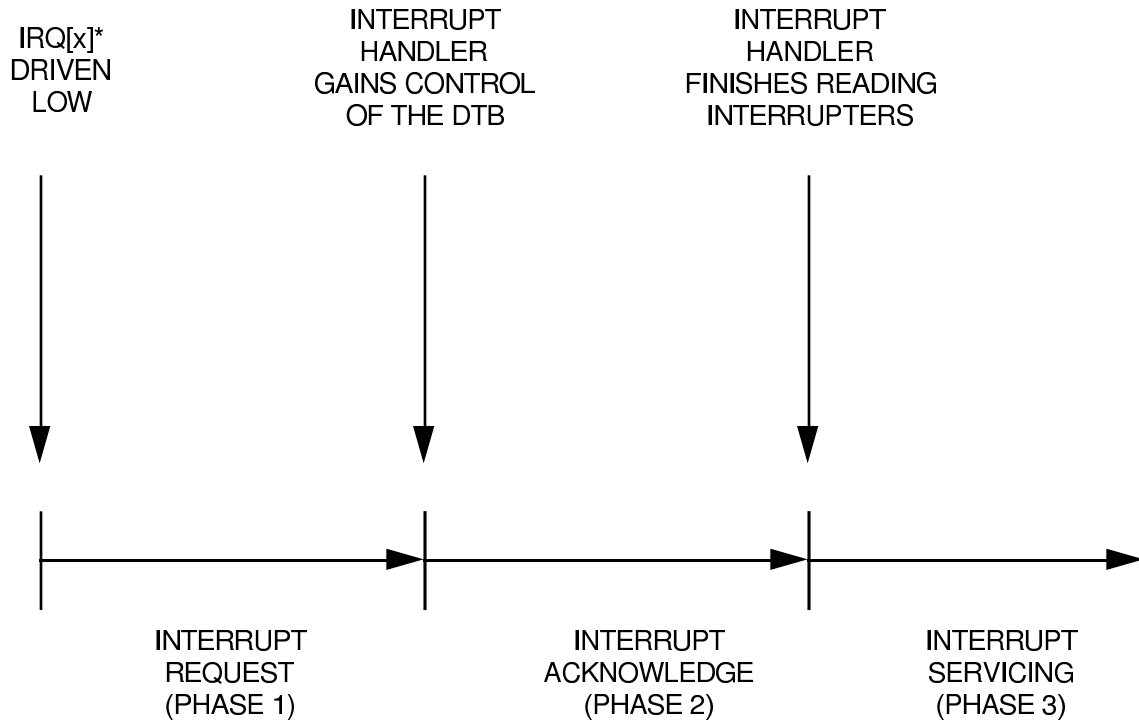 IRQ[x]*
DRIVEN
LOW
INTERRUPT
HANDLER
GAINS CONTROL
OF THE DTB
INTERRUPT
HANDLER
FINISHES READING
INTERRUPTERS
INTERRUPT
REQUEST
(PHASE 1)
INTERRUPT
ACKNOWLEDGE
(PHASE 2)
INTERRUPT
SERVICING
(PHASE 3)